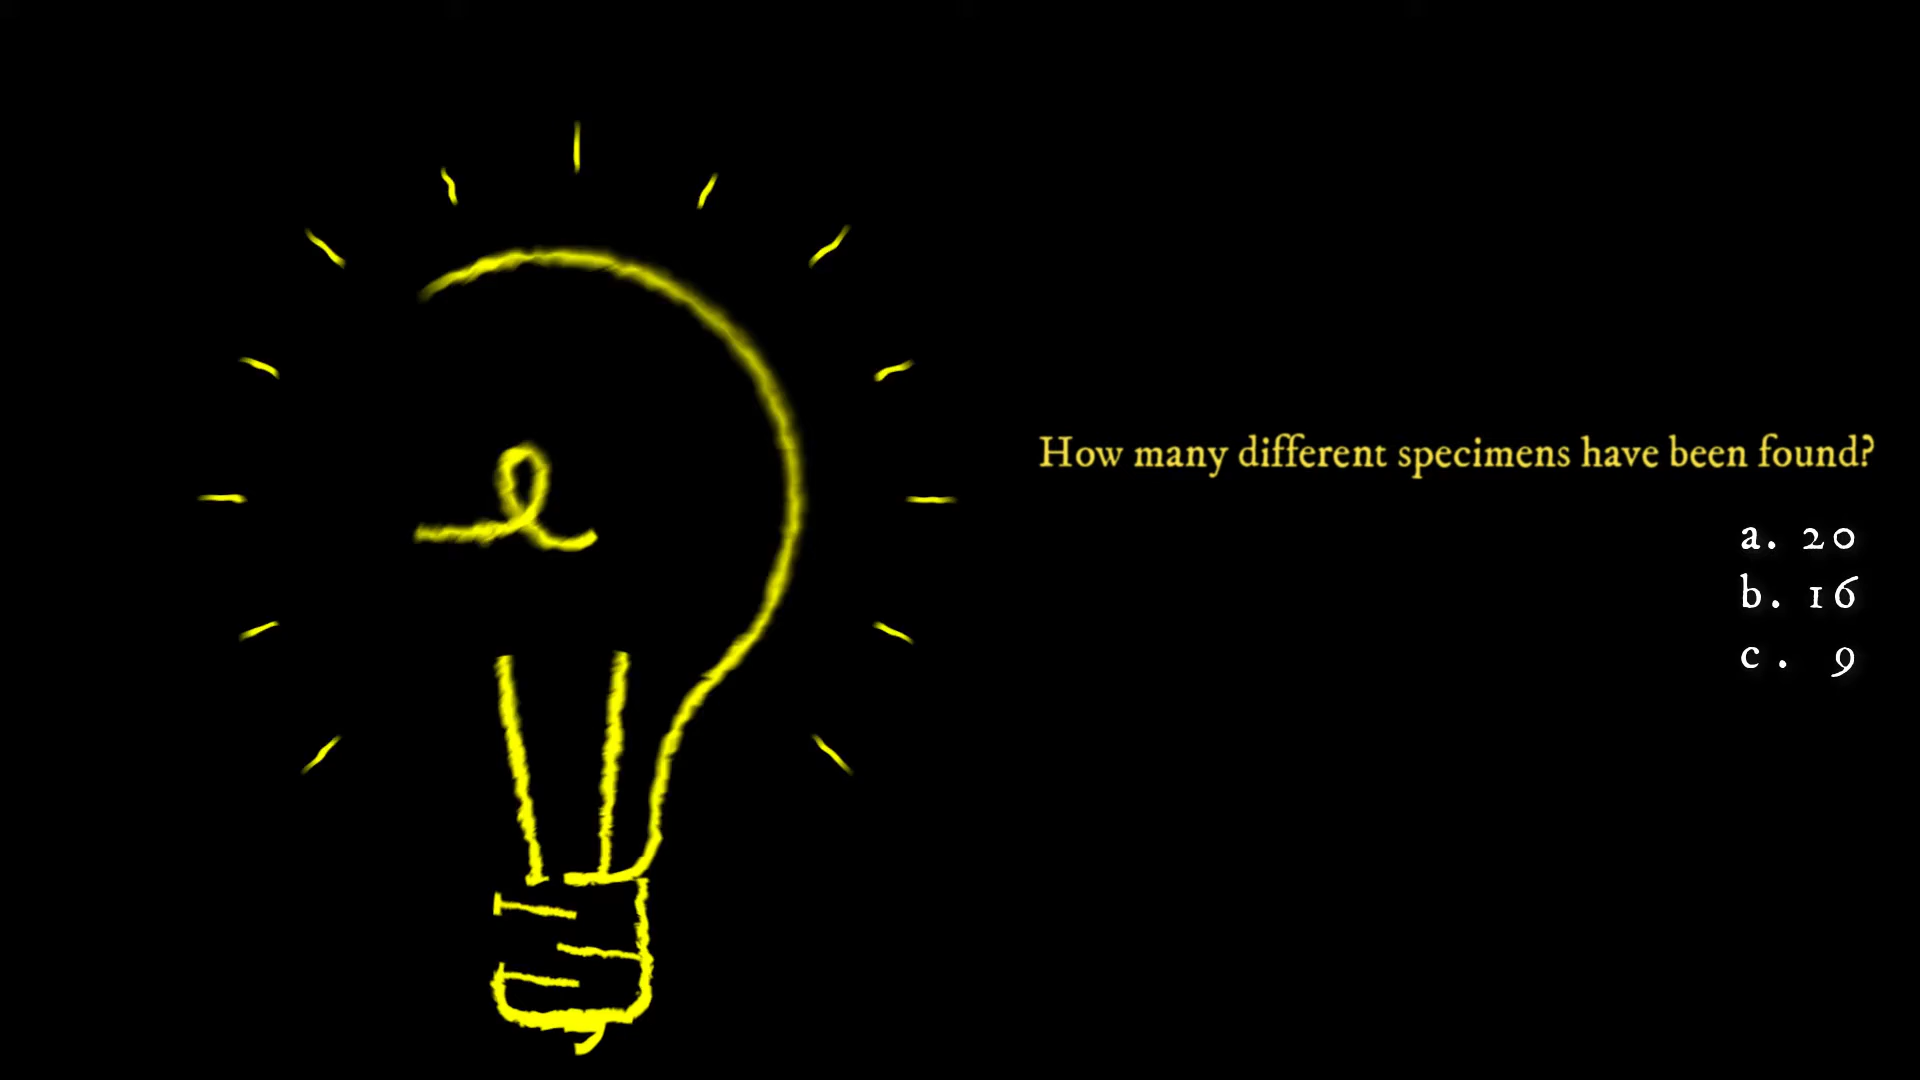 How many different specimens have been found?
a. 20
b. 16
c. 9